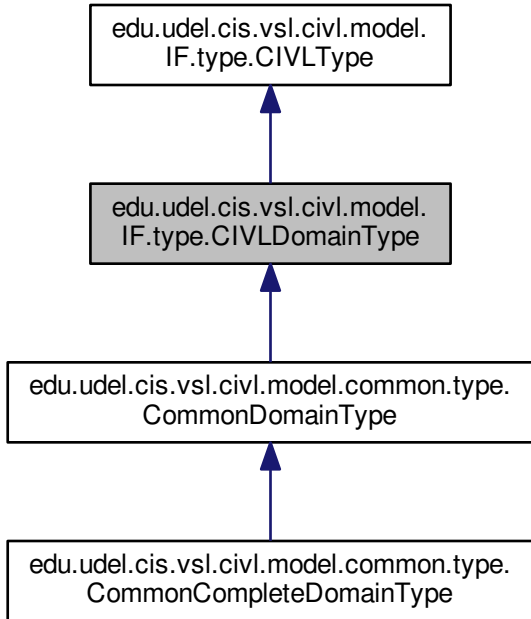 edu.udel.cis.vsl.civl.model.
IF.type.CIVLType
edu.udel.cis.vsl.civl.model.
IF.type.CIVLDomainType
edu.udel.cis.vsl.civl.model.common.type.
CommonDomainType
edu.udel.cis.vsl.civl.model.common.type.
CommonCompleteDomainType